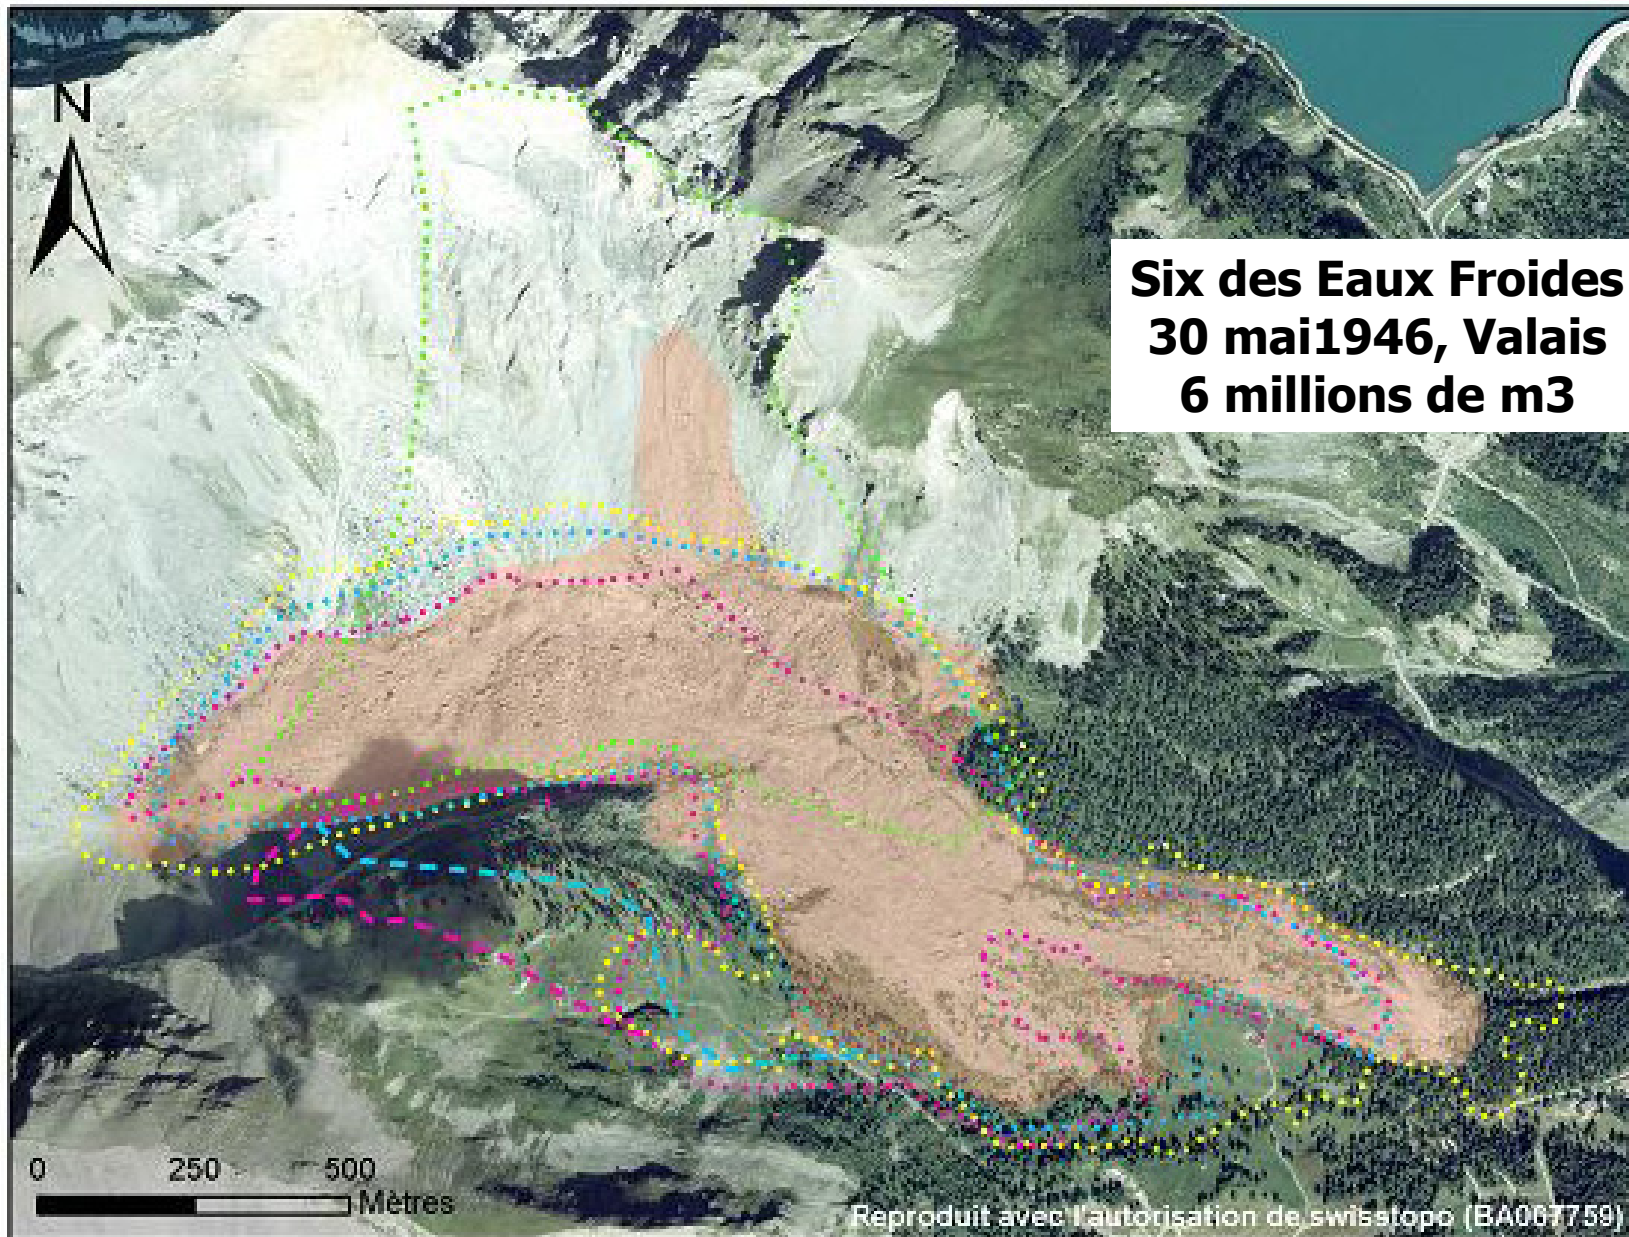 N
Six des Eaux Froides
30 mai1946, Valais
6 millions de m3
0 250 500
Mètres
Reproduit avec l'autorisation de swisstopo (BA067759)